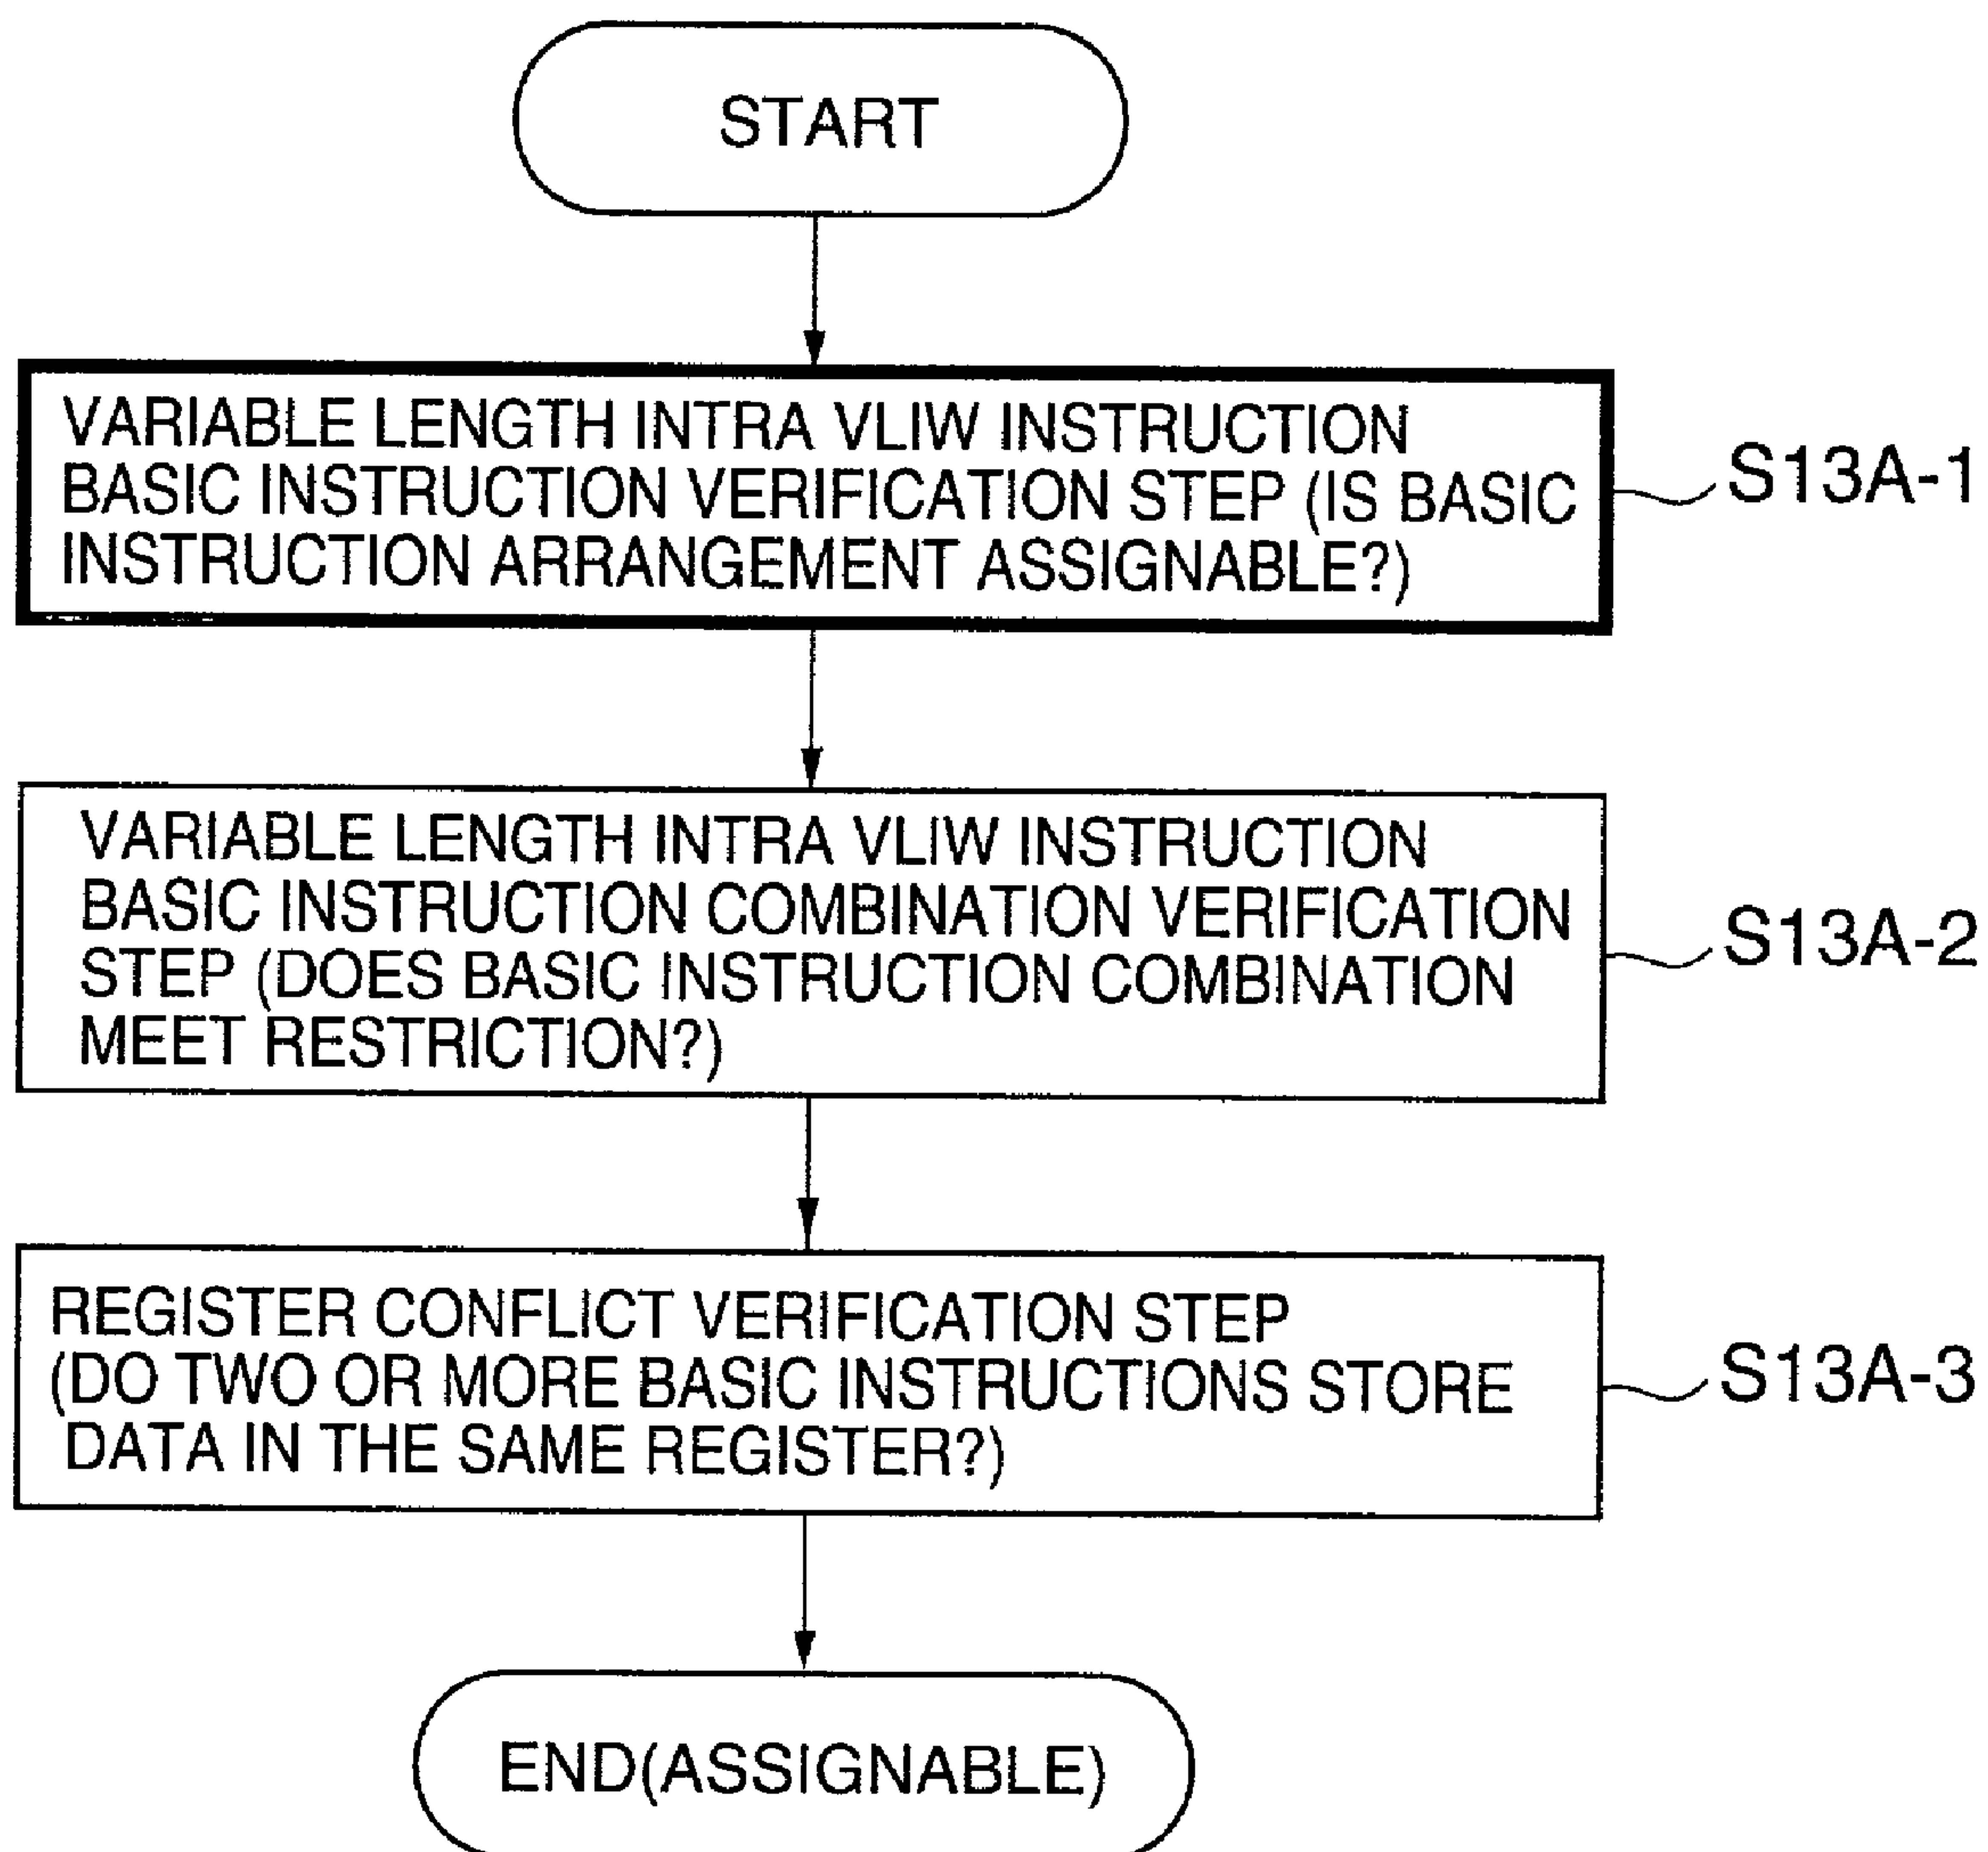 START
VARIABLE LENGTH INTRA VLIW INSTRUCTION
BASIC INSTRUCTION VERIFICATION STEP (IS BASIC
INSTRUCTION ARRANGEMENT ASSIGNABLE?)
S13A-1
VARIABLE LENGTH INTRA VLIW INSTRUCTION
BASIC INSTRUCTION COMBINATION VERIFICATION
STEP (DOES BASIC INSTRUCTION COMBINATION
MEET RESTRICTION?)
S13A-2
REGISTER CONFLICT VERIFICATION STEP
(DO TWO OR MORE BASIC INSTRUCTIONS STORE
DATA IN THE SAME REGISTER?)
S13A-3
END(ASSIGNABLE)